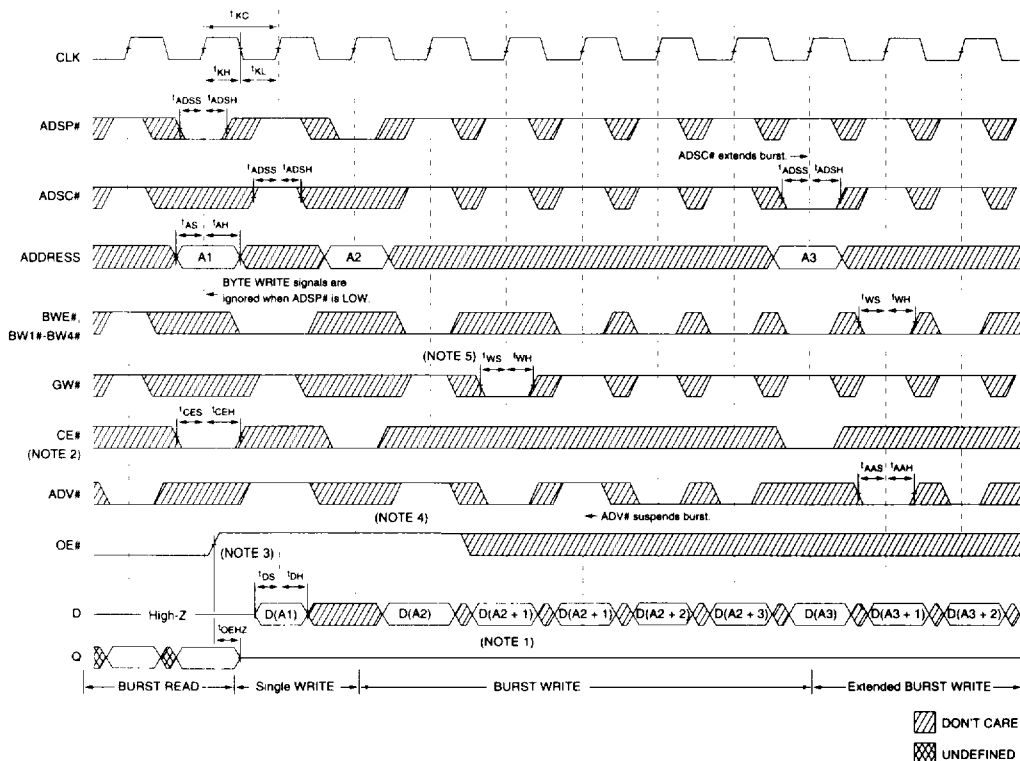 tKC
CLK
tKH tKL
tADSS tADSH
ADSP#
ADSC# extends burst.
tADSS tADSH tADSS tADSH
ADSC#
tAS tAH
ADDRESS A1 A2 A3
BYTE WRITE signals are
ignored when ADSP# is LOW.
BWE#,
BW1#-BW4#
tWS tWH
(NOTE 5) tWS tWH
GW#
tCES tCEH
CE#
(NOTE 2)
tAAS tAAH
ADV#
(NOTE 4) ADV# suspends burst.
OE#
(NOTE 3)
tDS tDH
D High-Z D(A1) D(A2) D(A2 + 1) D(A2 + 1) D(A2 + 2) D(A2 + 3) D(A3) D(A3 + 1) D(A3 + 2)
tOEHZ
(NOTE 1)
Q
BURST READ Single WRITE BURST WRITE Extended BURST WRITE
DON'T CARE
UNDEFINED